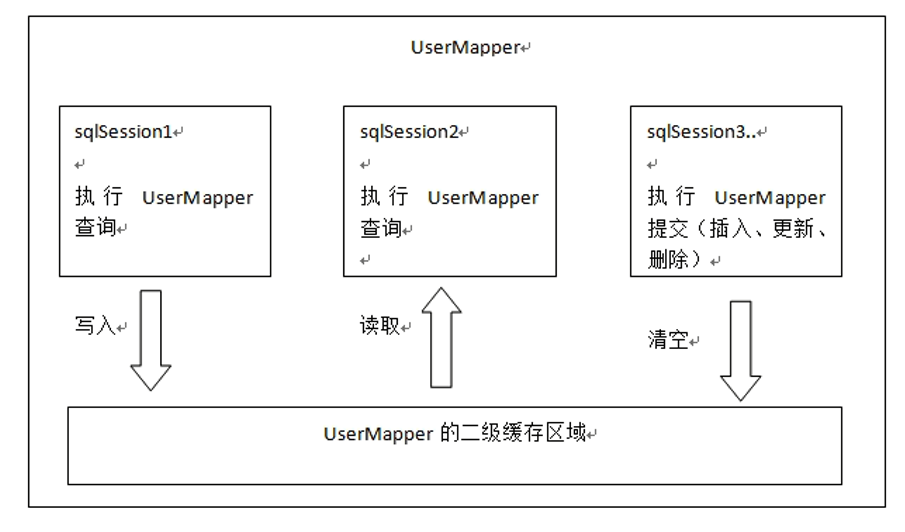 UserMapper↵
sqlSession1↵
↵
执行 UserMapper
查询↵
sqlSession2↵
↵
执行 UserMapper
查询↵
↵
sqlSession3..↵
↵
执行 UserMapper
提交（插入、更新、
删除）↵
写入↵
读取↵
清空↵
UserMapper 的二级缓存区域↵